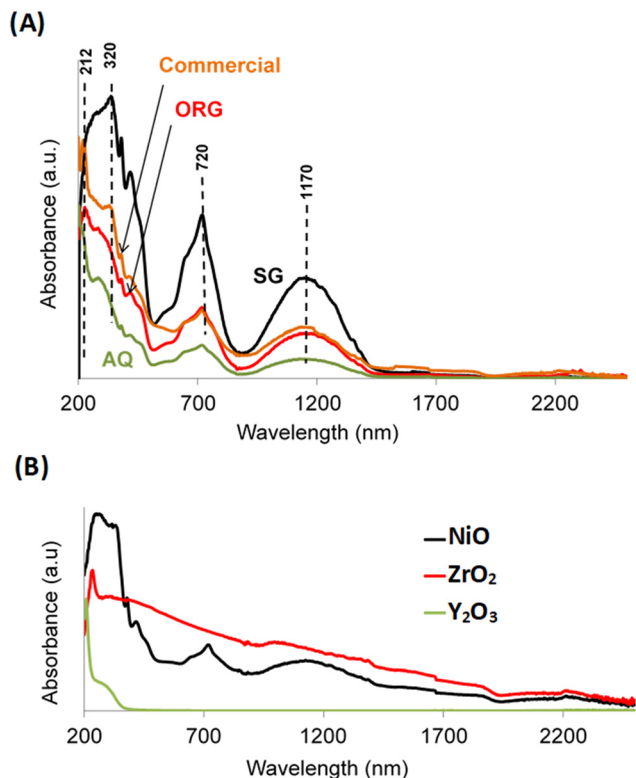 (A)
212
320
Commercial
ORG
720
1170
SG
AQ
Absorbance (a.u.)
200 700 1200 1700 2200
Wavelength (nm)
(B)
NiO
ZrO₂
Y₂O₃
Absorbance (a.u)
200 700 1200 1700 2200
Wavelength (nm)